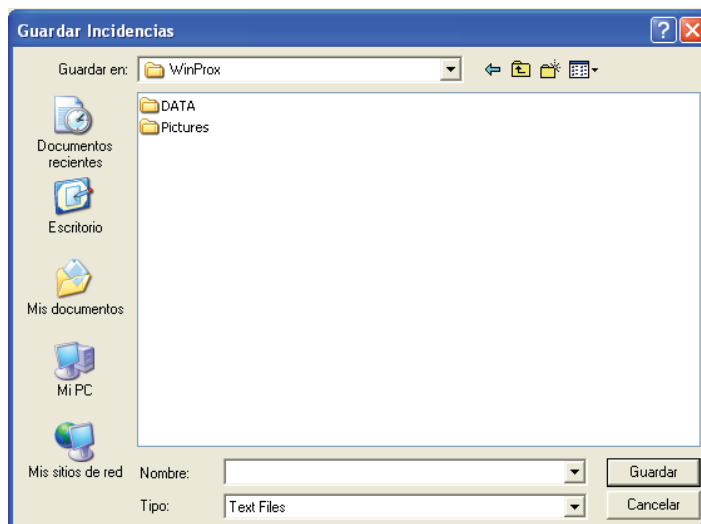 Guardar Incidencias
Guardar en: WinProx
DATA
Pictures
Documentos
recientes
Escritorio
Mis documentos
Mi PC
Mis sitios de red
Nombre:
Guardar
Tipo: Text Files
Cancelar